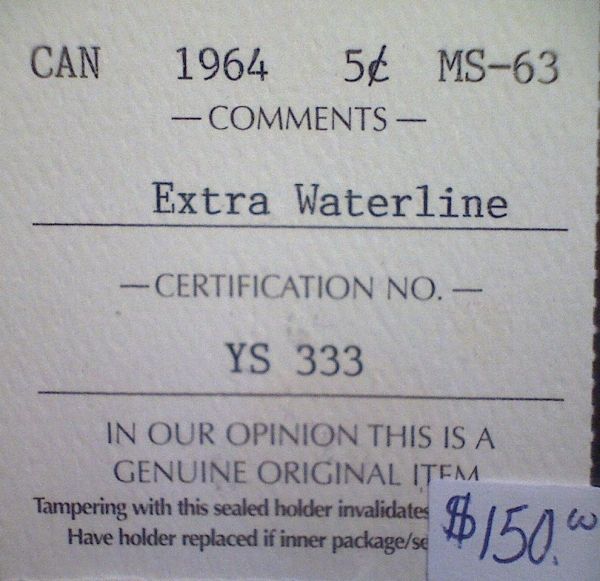 CAN 1964 5¢ MS-63
— COMMENTS —
Extra Waterline
— CERTIFICATION NO. —
YS 333
IN OUR OPINION THIS IS A
GENUINE ORIGINAL ITEM
Tampering with this sealed holder invalidates
Have holder replaced if inner package/se
$150.00